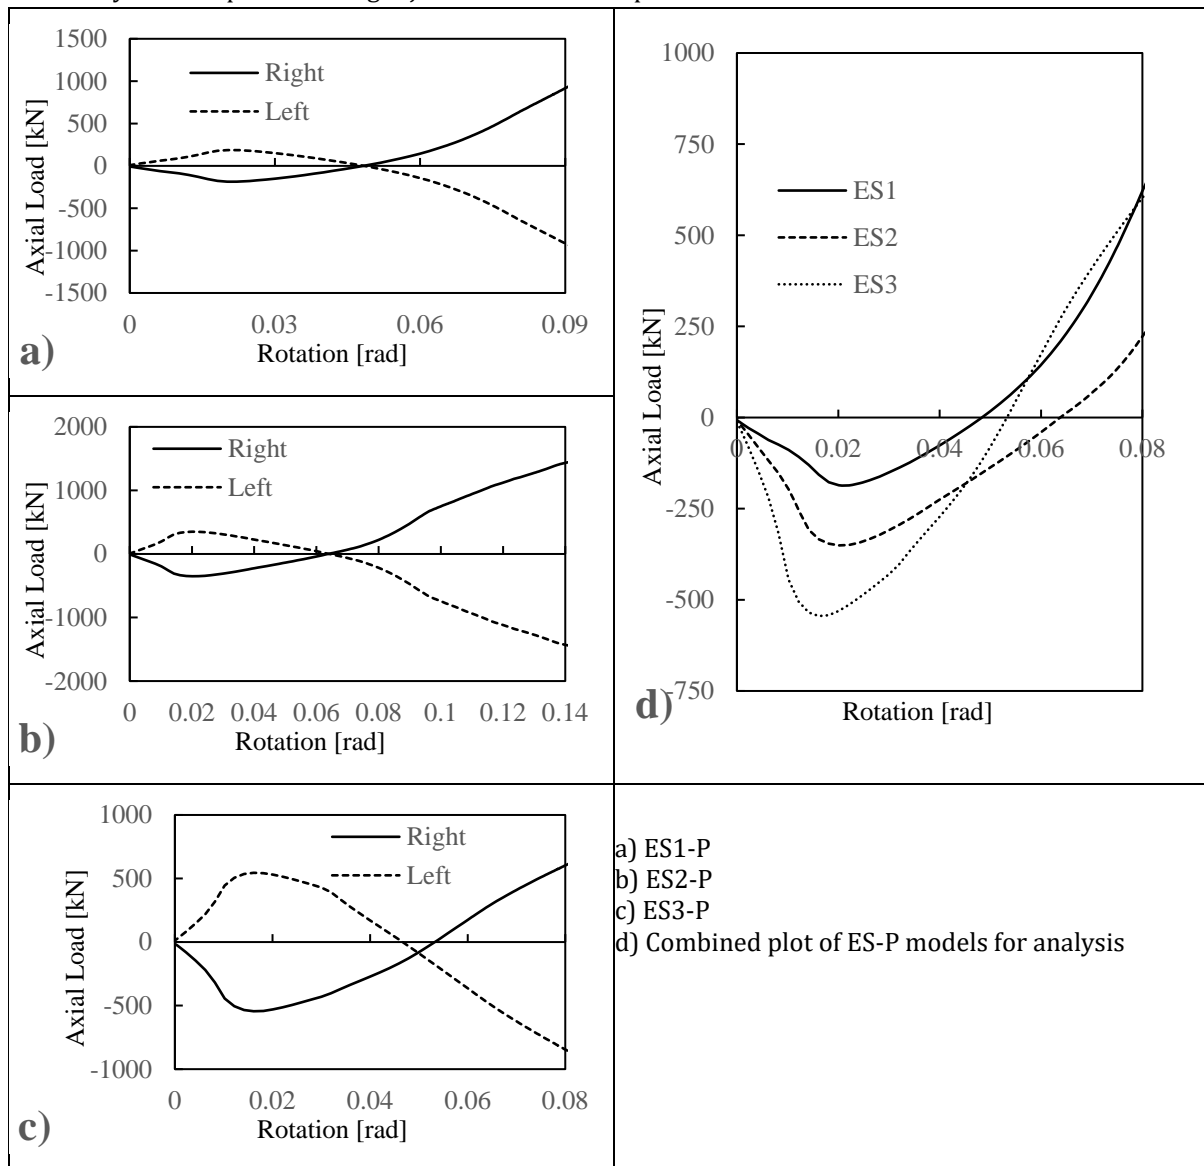 1500
1000
500
0
-500
-1000
-1500
Axial Load [kN]
Right
Left
0 0.03 0.06 0.09
Rotation [rad]
a)
2000
1000
0
-1000
-2000
Axial Load [kN]
Right
Left
0 0.02 0.04 0.06 0.08 0.1 0.12 0.14
Rotation [rad]
b)
1000
500
0
-500
-1000
Axial Load [kN]
Right
Left
0 0.02 0.04 0.06 0.08
Rotation [rad]
c)
1000
750
500
250
0
-250
-500
-750
Axial Load [kN]
ES1
ES2
ES3
0 0.02 0.04 0.06 0.08
Rotation [rad]
d)
a) ES1-P
b) ES2-P
c) ES3-P
d) Combined plot of ES-P models for analysis